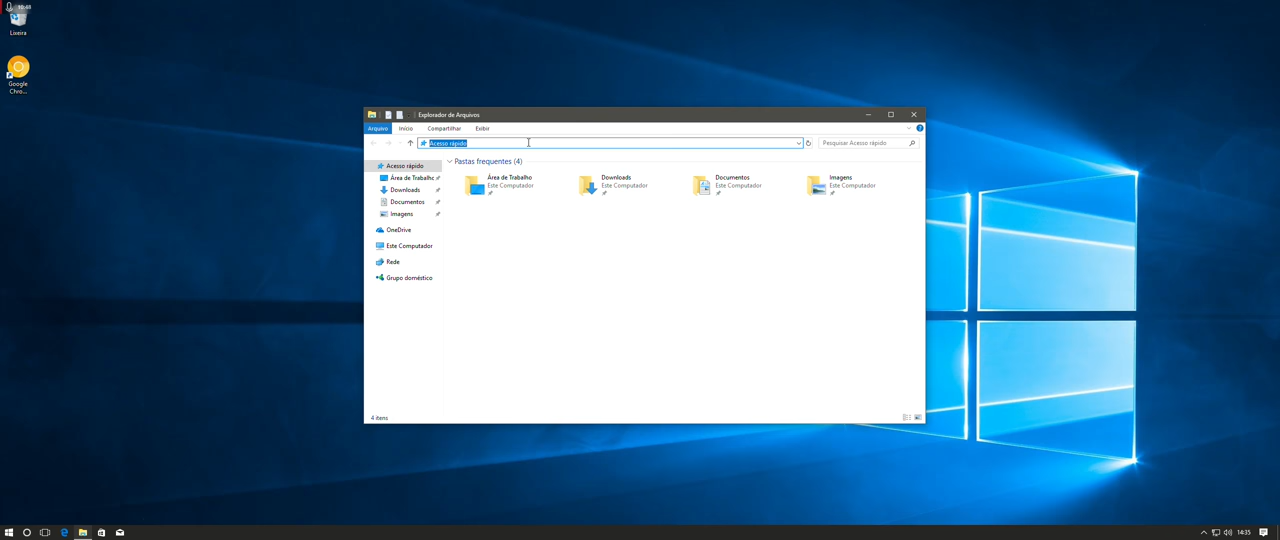 10:48
Lixeira
Google
Chro...
Explorador de Arquivos
Arquivo Início Compartilhar Exibir
Acesso rápido
Pesquisar Acesso rápido
Acesso rápido
Área de Trabalho
Downloads
Documentos
Imagens
OneDrive
Este Computador
Rede
Grupo doméstico
Pastas frequentes (4)
Área de Trabalho
Este Computador
Downloads
Este Computador
Documentos
Este Computador
Imagens
Este Computador
4 itens
14:35